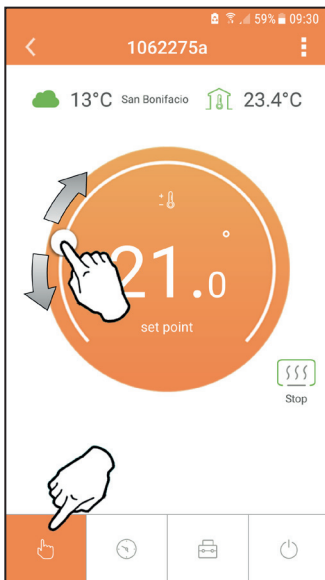 59% 09:30
1062275a
13°C San Bonifacio 23.4°C
21.0°
set point
Stop